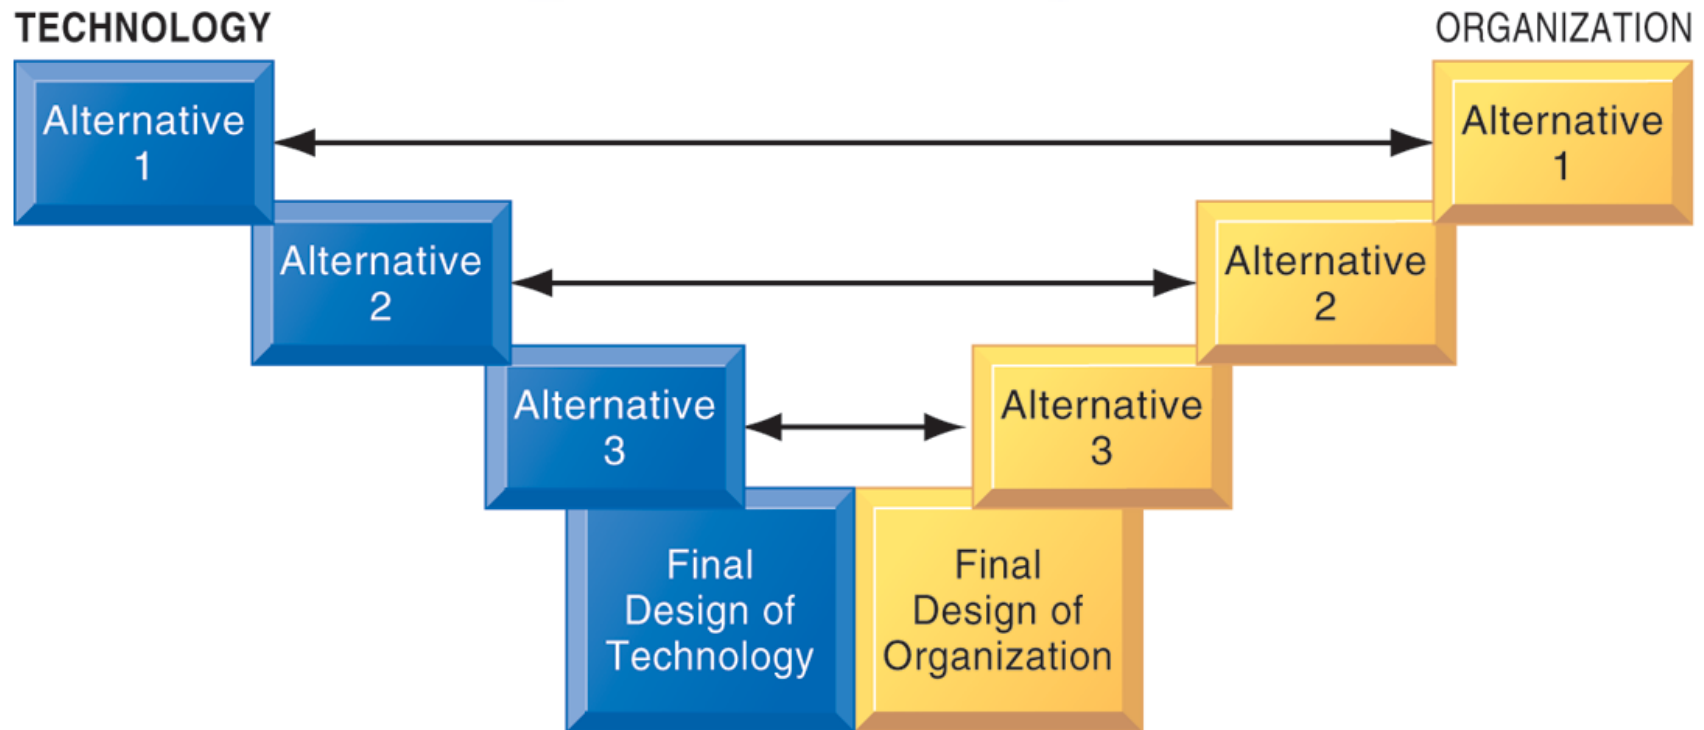 TECHNOLOGY
ORGANIZATION
Alternative
1
Alternative
1
Alternative
2
Alternative
2
Alternative
3
Alternative
3
Final
Design of
Technology
Final
Design of
Organization